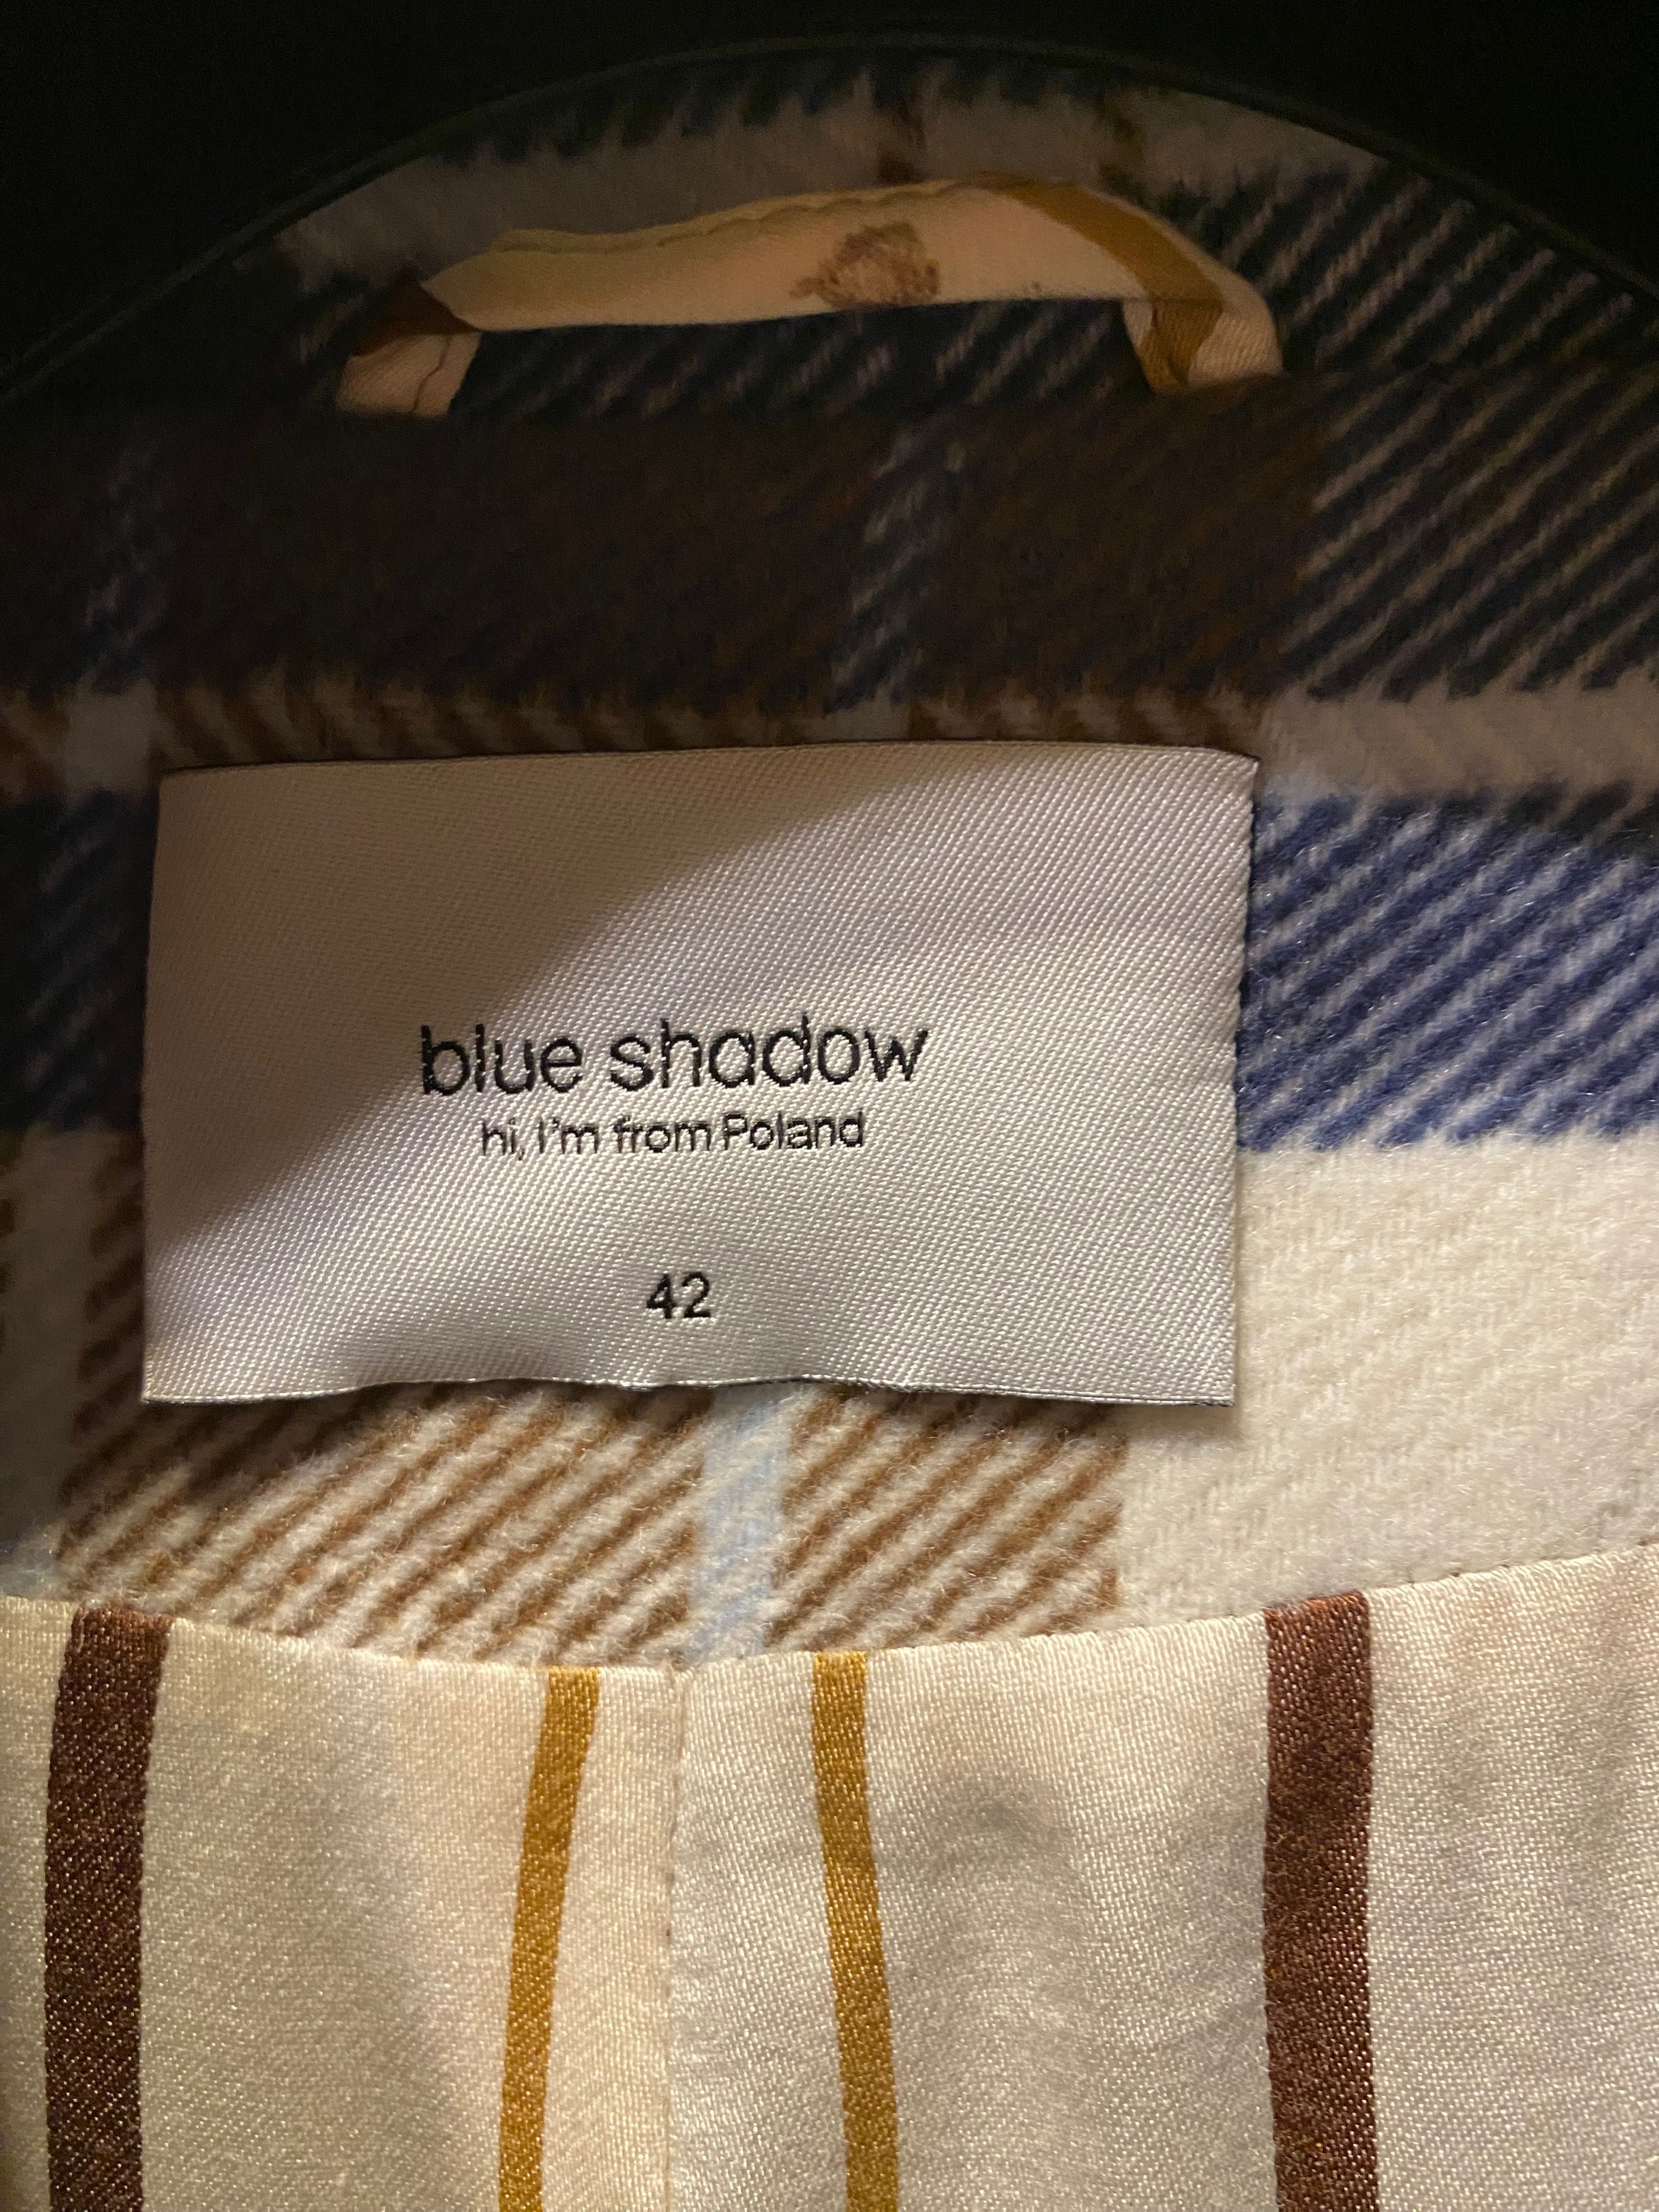 blue shadow
hi, I'm from Poland
42